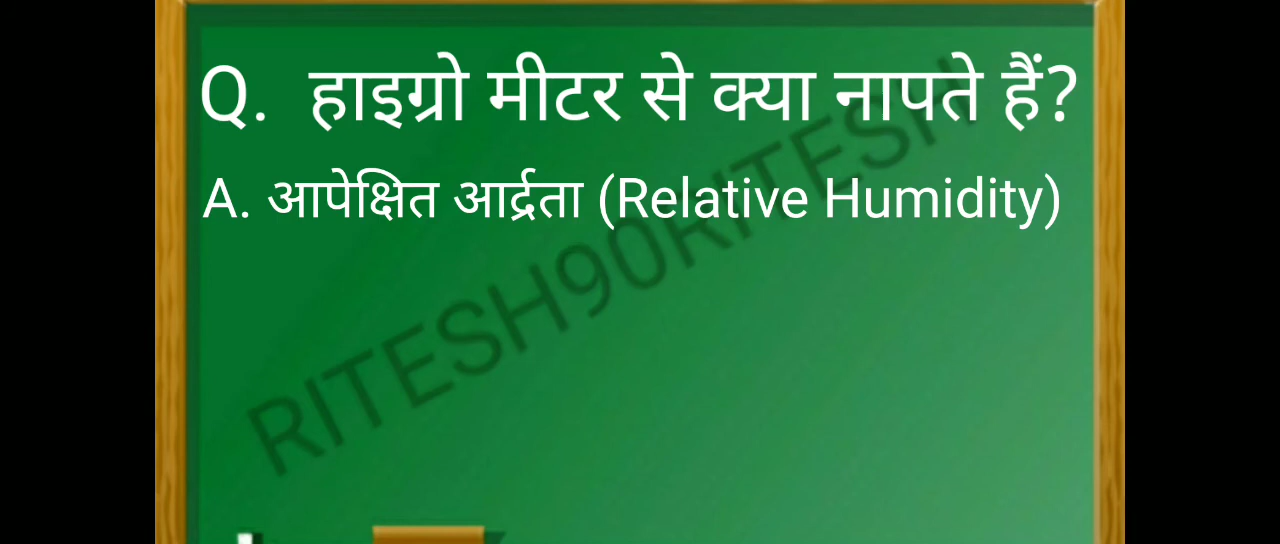 Q. हाइग्रो मीटर से क्या नापते हैं?
A. आपेक्षित आर्द्रता (Relative Humidity)
RITESH90RITESH